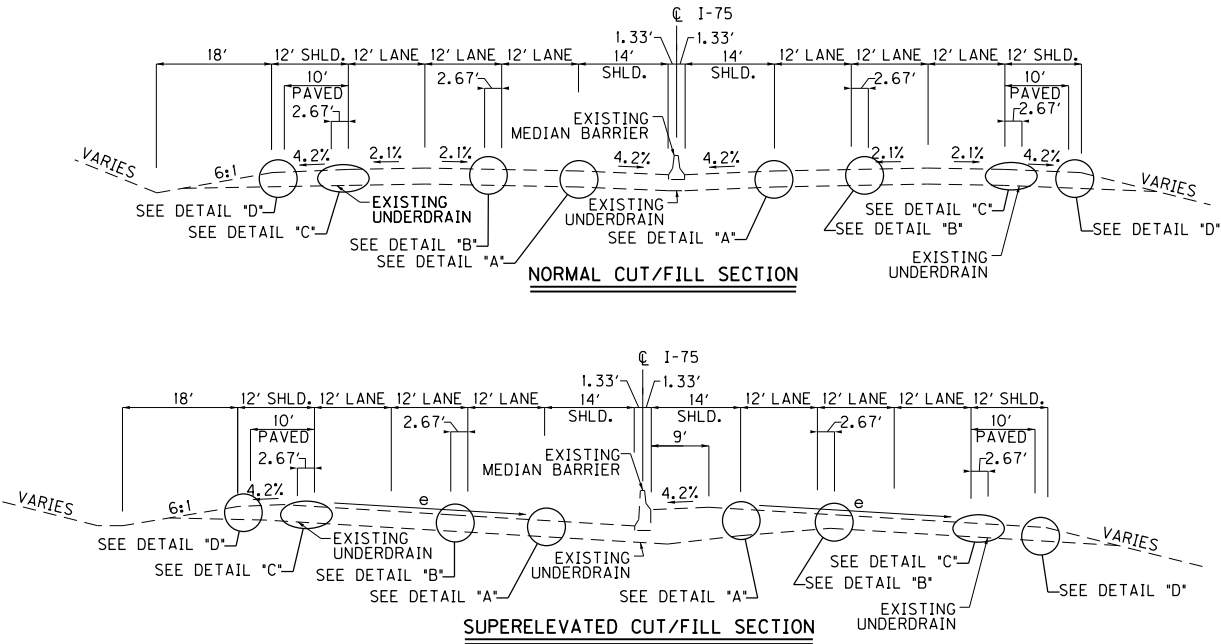 ℄ I-75
1.33' 1.33'
18' 12' SHLD. 12' LANE 12' LANE 12' LANE 14' SHLD. 14' SHLD. 12' LANE 12' LANE 12' LANE 12' SHLD.
10' PAVED 2.67' 2.67' 10' PAVED
2.67' 2.67'
EXISTING
MEDIAN BARRIER
VARIES 6:1 4.2% 2.1% 2.1% 4.2% 4.2% 2.1% 2.1% 4.2% VARIES
SEE DETAIL "D"
EXISTING
UNDERDRAIN
EXISTING
UNDERDRAIN
SEE DETAIL "C"
SEE DETAIL "C"
SEE DETAIL "B"
SEE DETAIL "A"
SEE DETAIL "A"
SEE DETAIL "B"
SEE DETAIL "D"
EXISTING
UNDERDRAIN
NORMAL CUT/FILL SECTION
℄ I-75
1.33' 1.33'
18' 12' SHLD. 12' LANE 12' LANE 12' LANE 14' SHLD. 14' SHLD. 12' LANE 12' LANE 12' LANE 12' SHLD.
10' PAVED 2.67' 9' 2.67' 10' PAVED
2.67' 2.67'
EXISTING
MEDIAN BARRIER
VARIES 6:1 4.2% e 4.2% e VARIES
SEE DETAIL "D"
EXISTING
UNDERDRAIN
EXISTING
UNDERDRAIN
SEE DETAIL "C"
SEE DETAIL "B"
SEE DETAIL "A"
SEE DETAIL "A"
SEE DETAIL "C"
SEE DETAIL "B"
SEE DETAIL "D"
EXISTING
UNDERDRAIN
SUPERELEVATED CUT/FILL SECTION